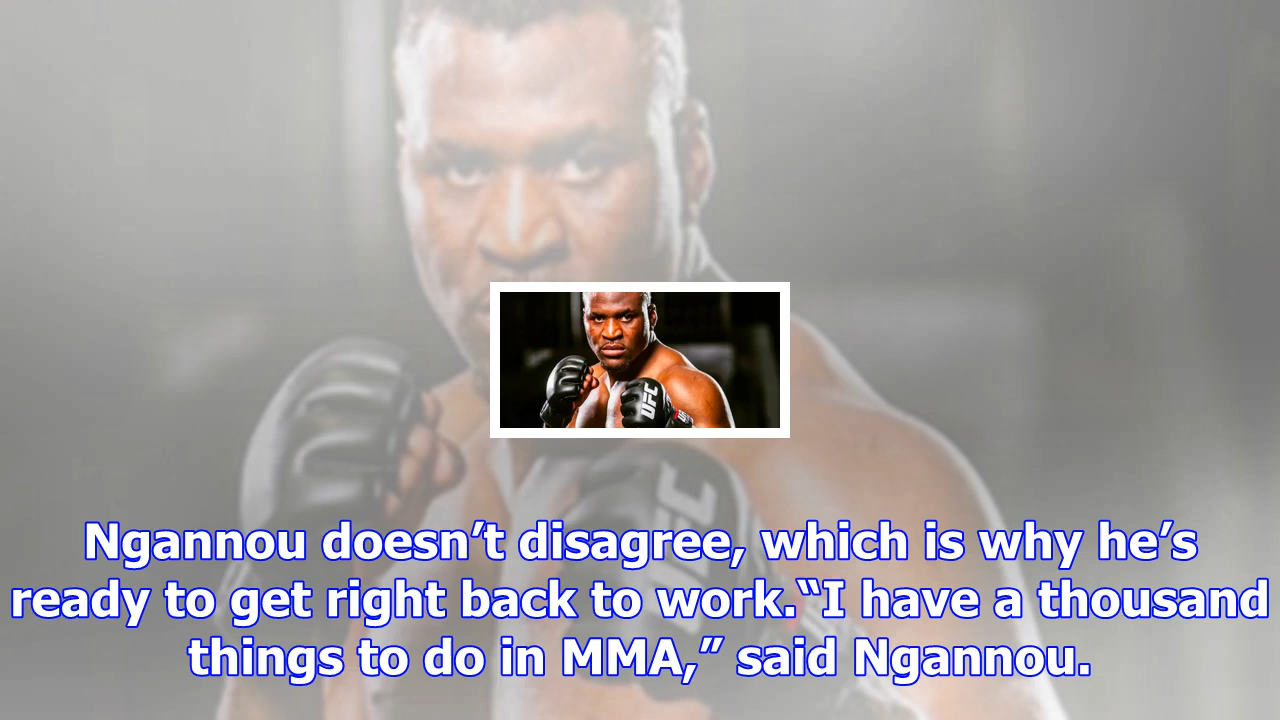 UFC
Ngannou doesn’t disagree, which is why he’s
ready to get right back to work.“I have a thousand
things to do in MMA,” said Ngannou.